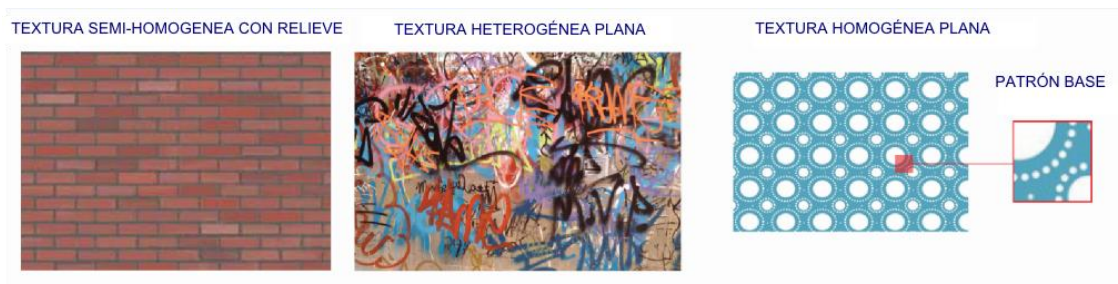 TEXTURA SEMI-HOMOGENEA CON RELIEVE
TEXTURA HETEROGÉNEA PLANA
TEXTURA HOMOGÉNEA PLANA
PATRÓN BASE
M.V.P